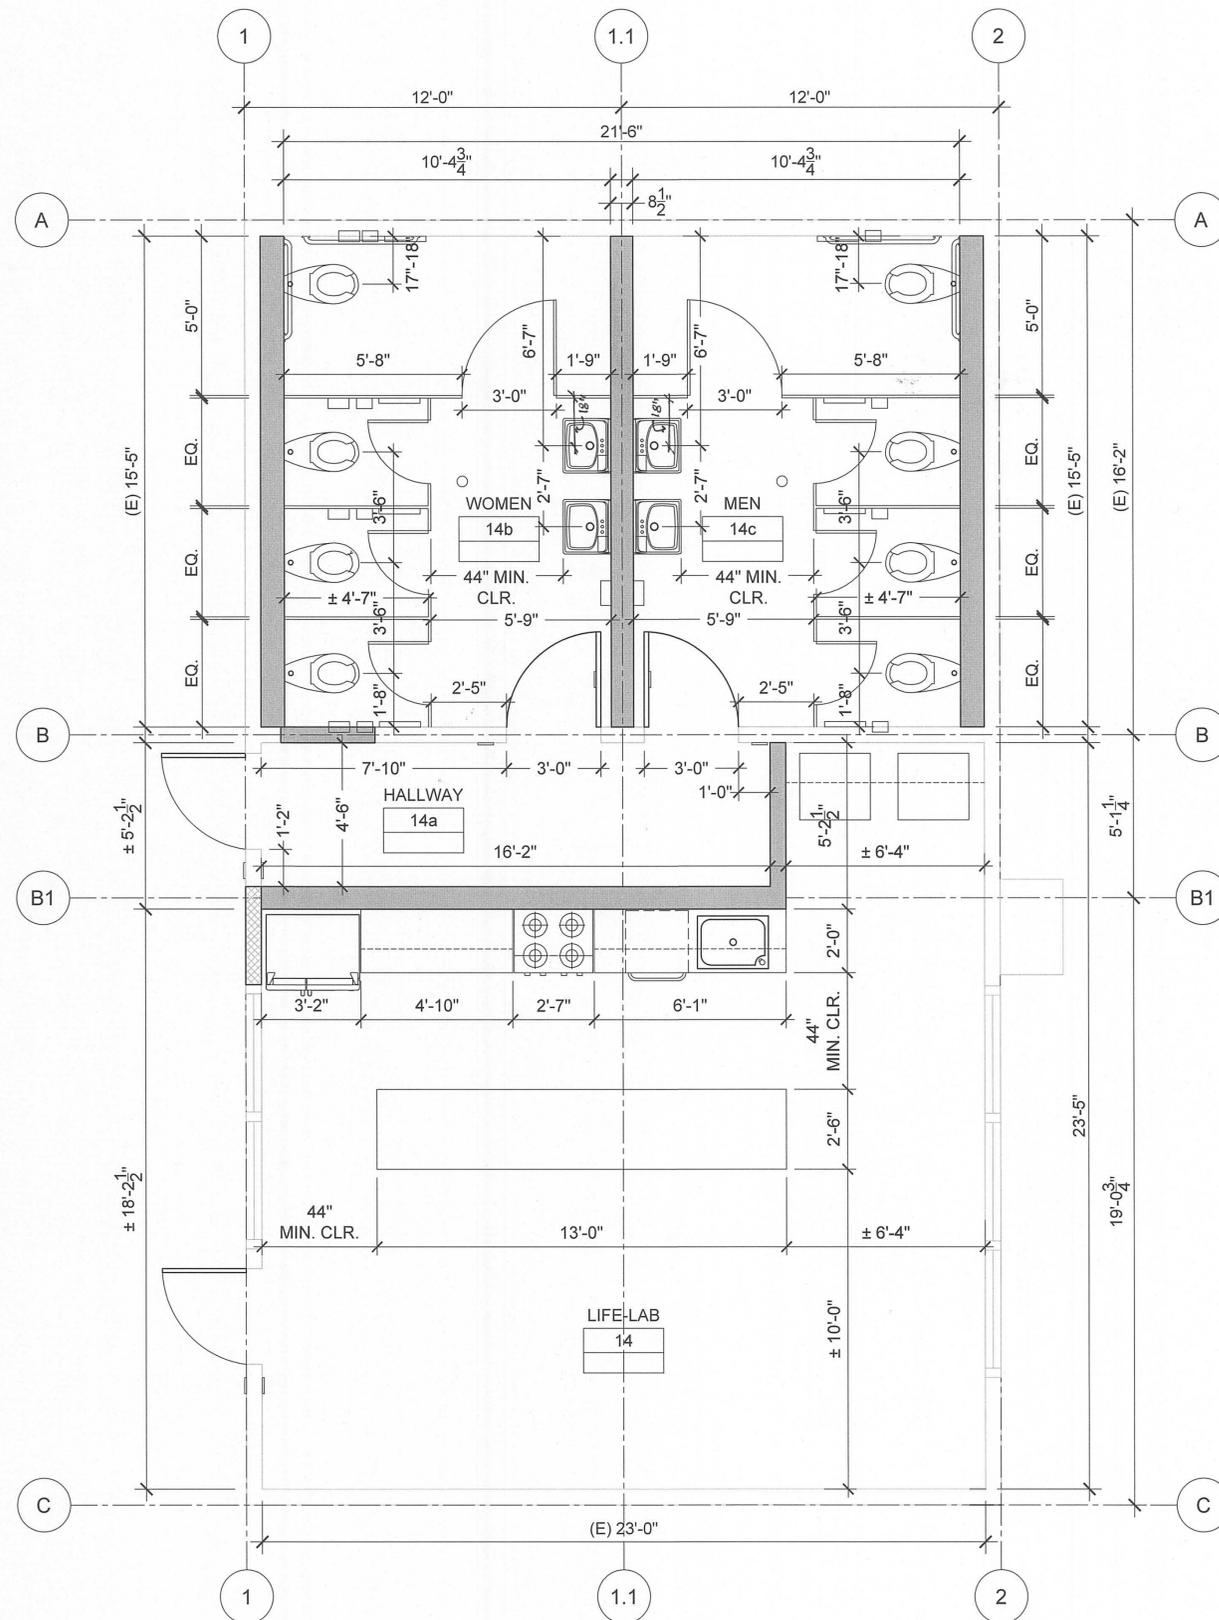 1
1.1
2
12'-0"
12'-0"
21'-6"
10'-4 3/4"
10'-4 3/4"
8 1/2"
A
A
17"-18"
17"-18"
5'-0"
5'-0"
6'-7"
6'-7"
5'-8"
1'-9"
1'-9"
5'-8"
3'-0"
3'-0"
18"
18"
(E) 15'-5"
EQ.
EQ.
(E) 15'-5"
(E) 16'-2"
2'-7"
2'-7"
3'-6"
3'-6"
WOMEN
14b
MEN
14c
EQ.
EQ.
44" MIN.
CLR.
44" MIN.
CLR.
± 4'-7"
± 4'-7"
3'-6"
5'-9"
5'-9"
3'-6"
EQ.
EQ.
2'-5"
2'-5"
1'-8"
1'-8"
B
B
7'-10"
3'-0"
3'-0"
1'-0"
HALLWAY
14a
± 5'-2 1/2"
1'-2"
4'-6"
5'-2 1/2"
5'-1 1/4"
16'-2"
± 6'-4"
B1
B1
2'-0"
3'-2"
4'-10"
2'-7"
6'-1"
44"
MIN. CLR.
2'-6"
23'-5"
± 18'-2 1/2"
19'-0 3/4"
44"
MIN. CLR.
13'-0"
± 6'-4"
LIFE-LAB
14
± 10'-0"
C
C
(E) 23'-0"
1
1.1
2